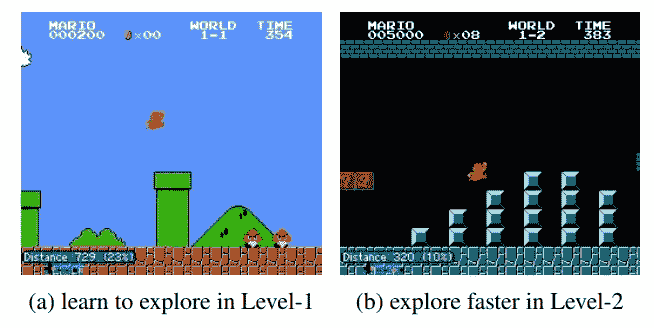 MARIO WORLD TIME
000200 ×00 1-1 354
Distance 729 (23%)
(a) learn to explore in Level-1
MARIO WORLD TIME
005000 ×08 1-2 383
Distance 320 (10%)
(b) explore faster in Level-2